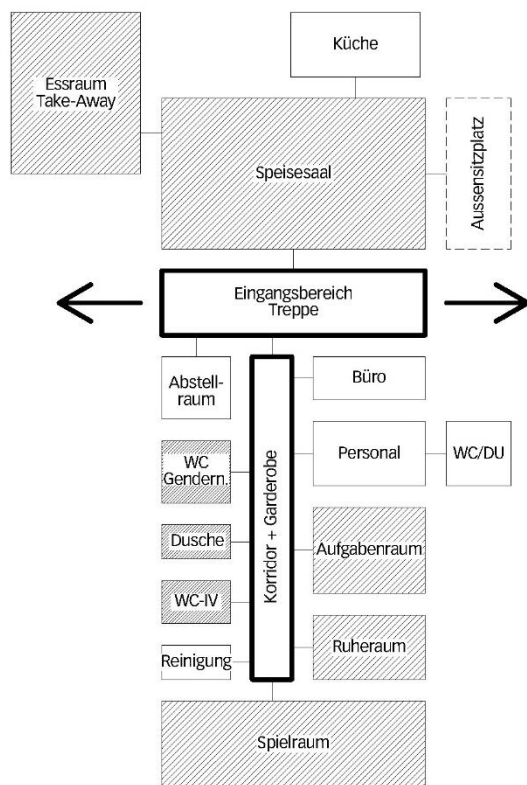 Küche
Essraum
Take-Away
Speisesaal
Aussensitzplatz
Eingangsbereich
Treppe
Abstell-
raum
Büro
WC
Gendern.
Personal
WC/DU
Korridor + Garderobe
Dusche
Aufgabenraum
WC-IV
Reinigung
Ruheraum
Spielraum